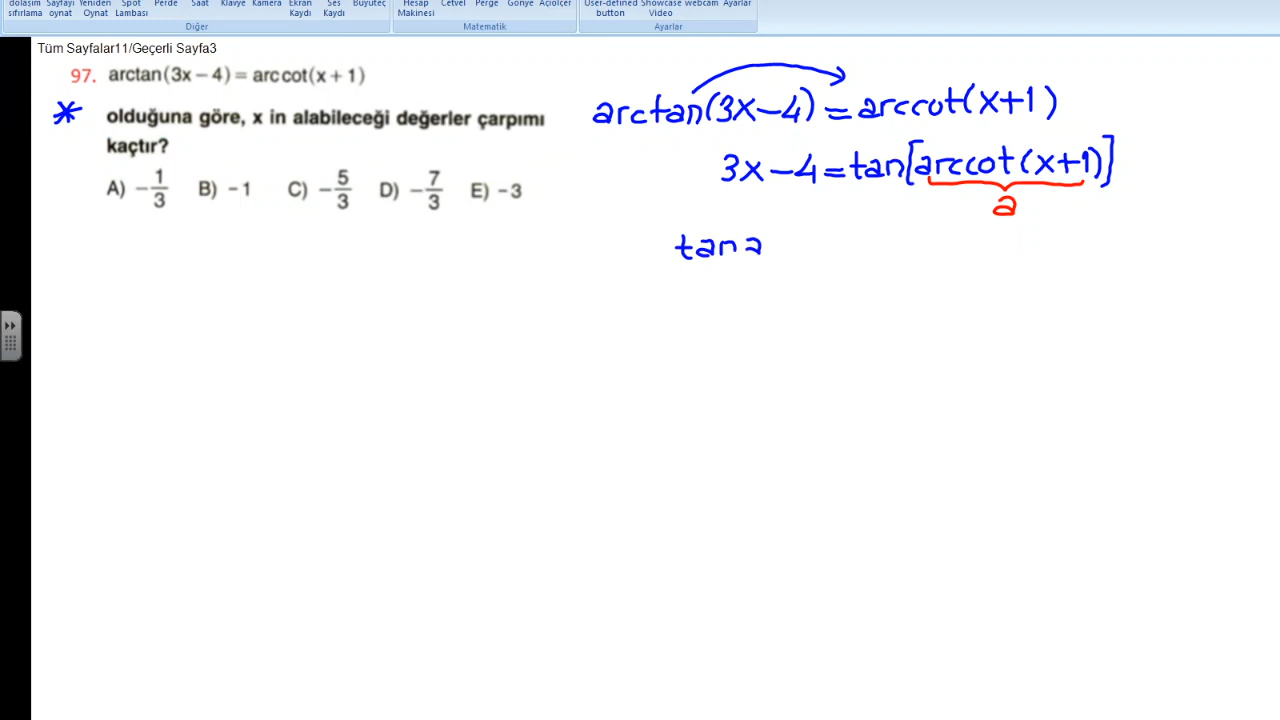 dolaşım sıfırlama
Sayfayı oynat
Yeniden Oynat
Spot Lambası
Perde
Saat
Klavye
Kamera
Ekran Kaydı
Ses Kaydı
Büyüteç
Hesap Makinesi
Cetvel
Perge
Gönye
Açıölçer
User-defined button
Showcase Video
webcam
Ayarlar
Diğer
Matematik
Ayarlar
Tüm Sayfalar11/Geçerli Sayfa3
97. arctan(3x – 4) = arc cot(x + 1)
* olduğuna göre, x in alabileceği değerler çarpımı
kaçtır?
A) –1/3 B) –1 C) –5/3 D) –7/3 E) –3
arctan(3x–4) = arccot(x+1)
3x–4 = tan[arccot(x+1)]
a
tan a